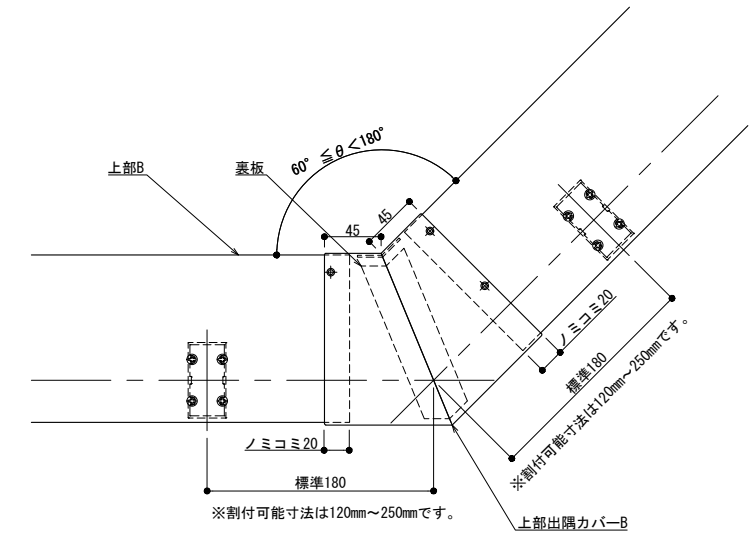 60°≦θ<180°
上部B
裏板
45
45
ノミコミ20
標準180
※割付可能寸法は120mm～250mmです。
ノミコミ20
標準180
※割付可能寸法は120mm～250mmです。
上部出隅カバーB